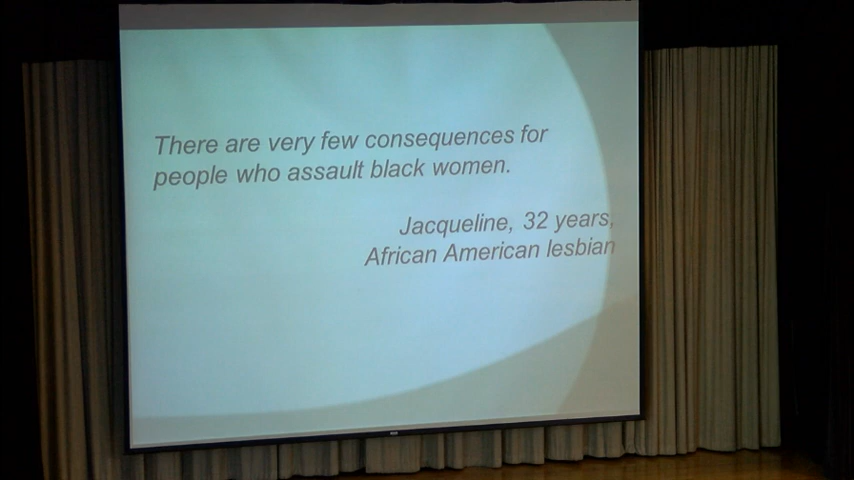 There are very few consequences for
people who assault black women.
Jacqueline, 32 years,
African American lesbian